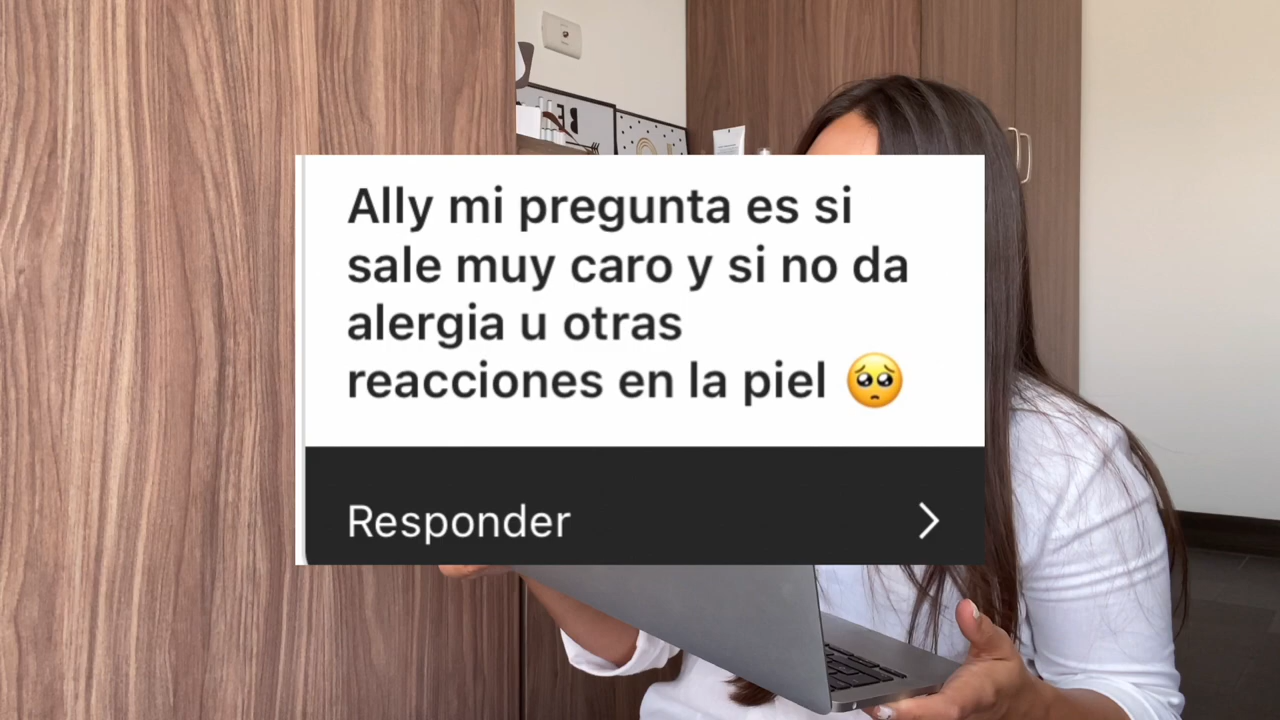 Ally mi pregunta es si
sale muy caro y si no da
alergia u otras
reacciones en la piel 🥺
Responder